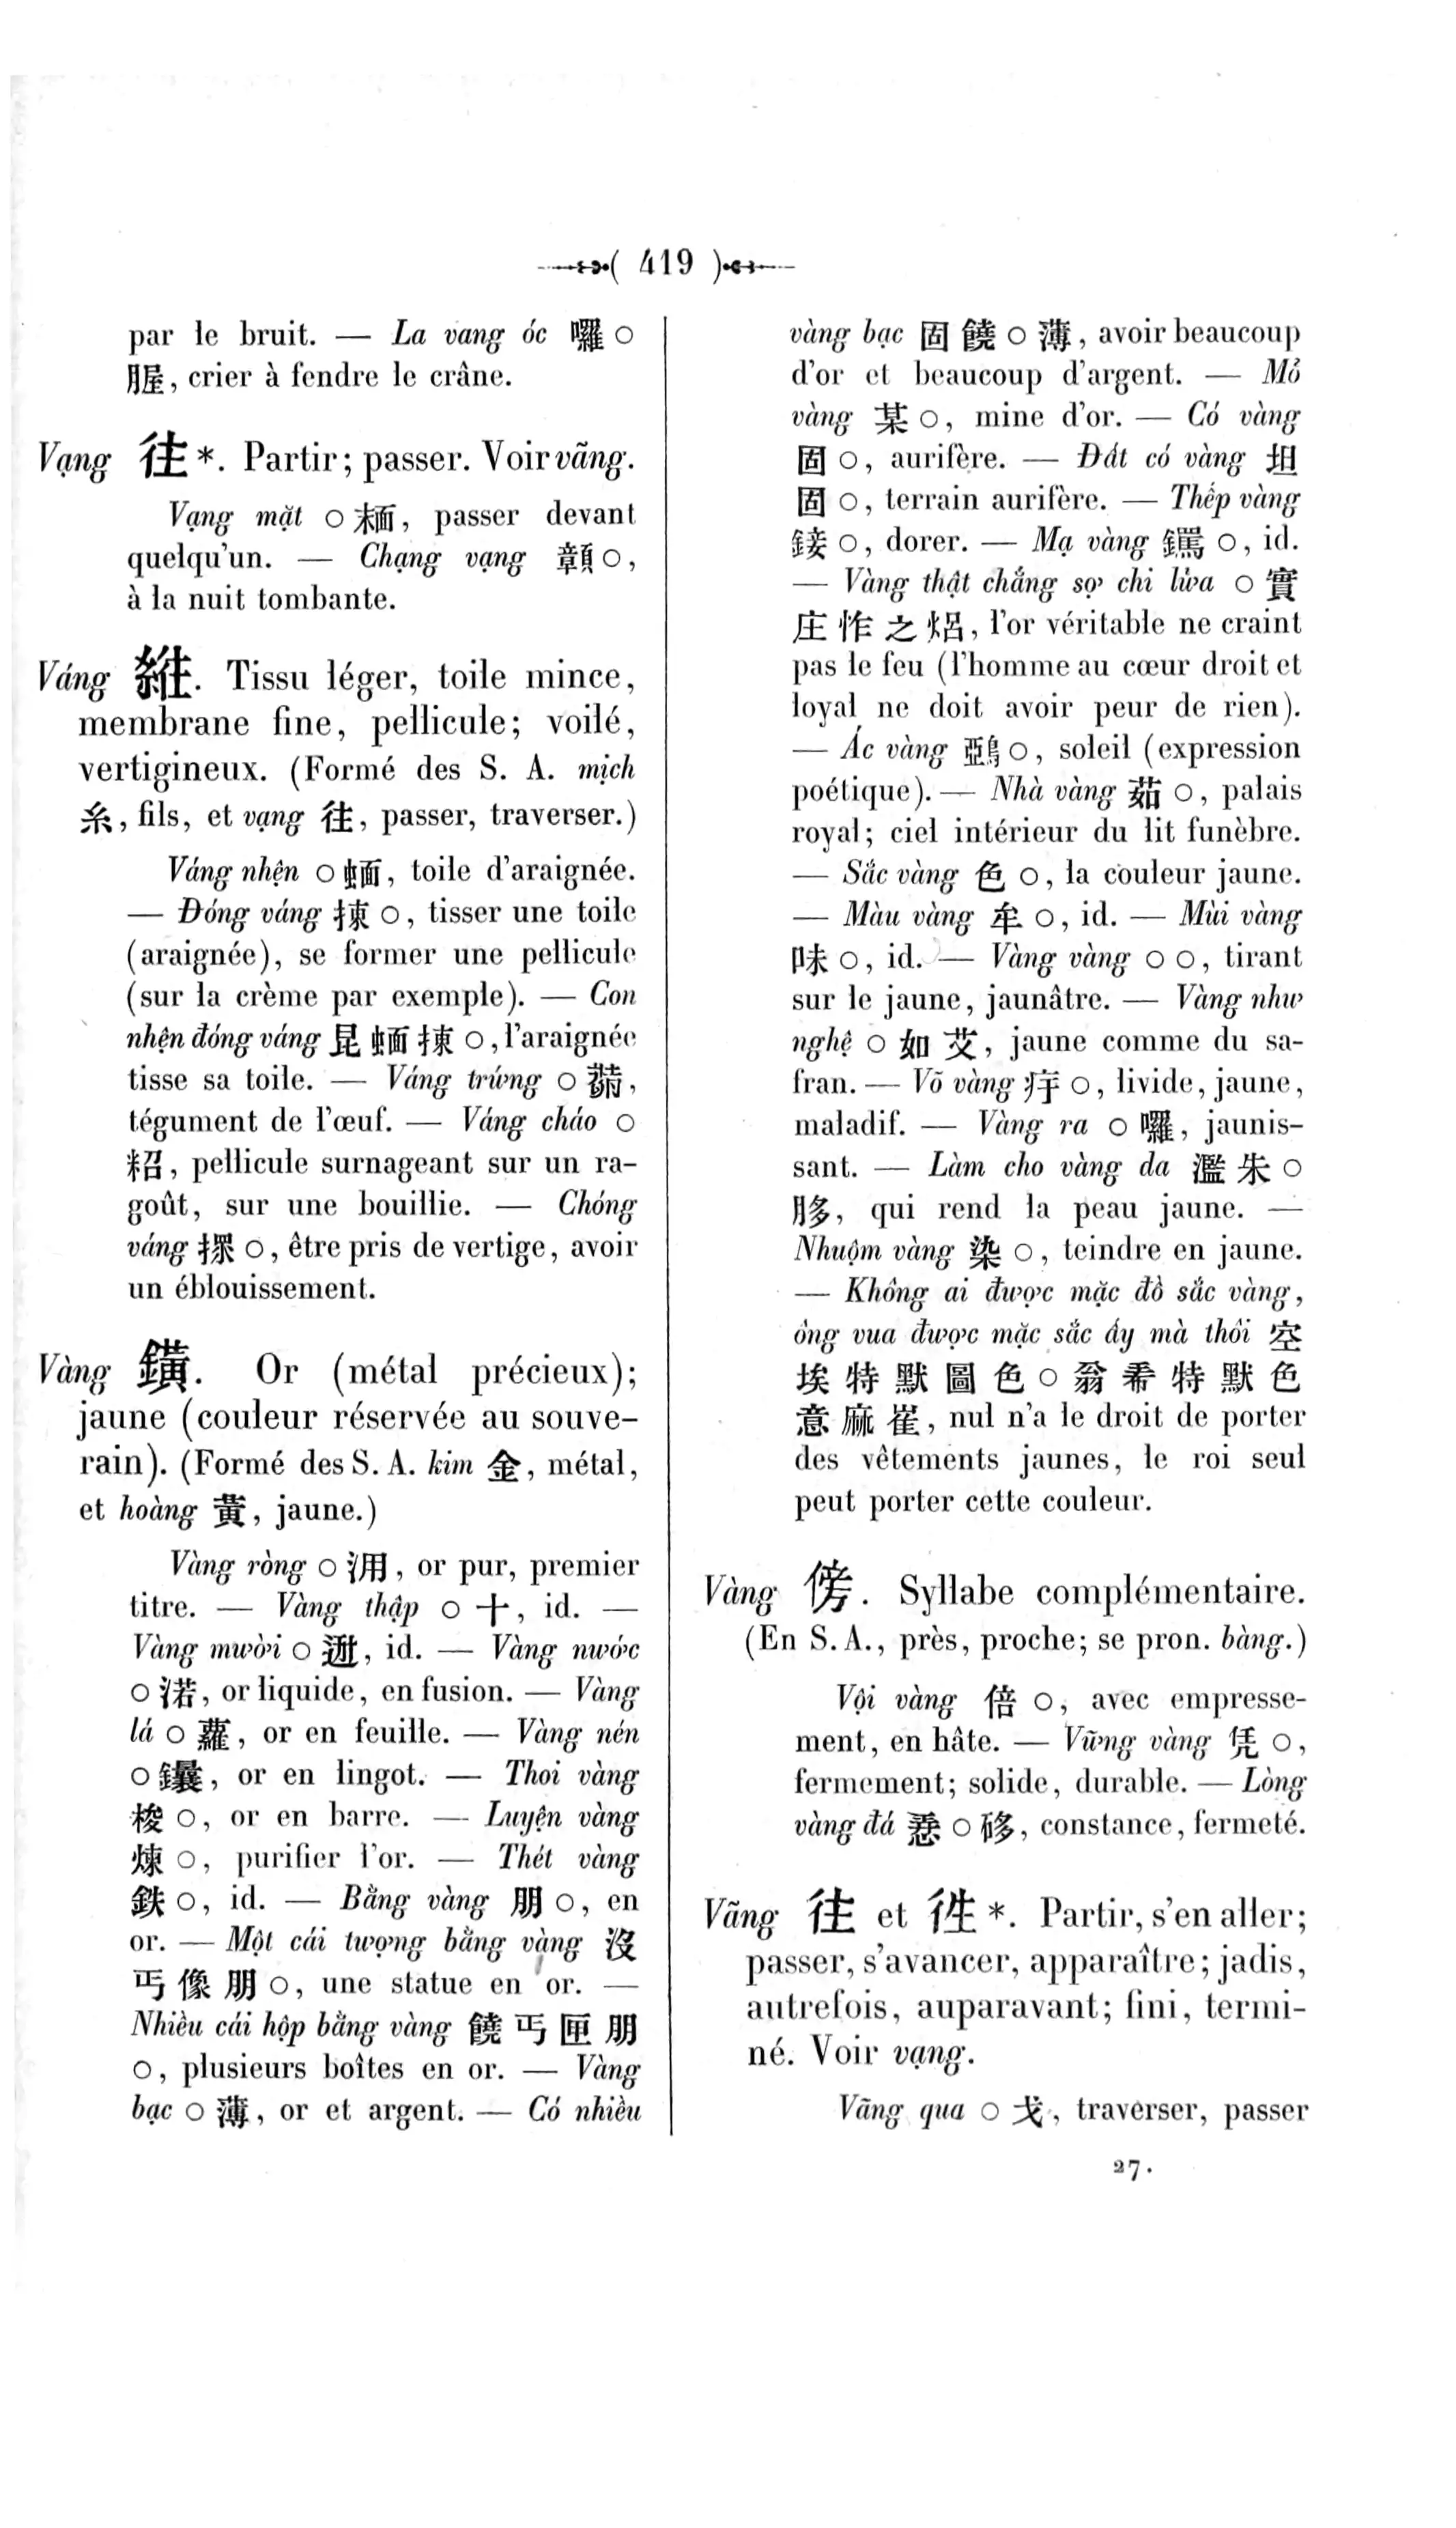 ( 419 )
par le bruit. — La vang óc 囉 ○
腛, crier à fendre le crâne.
Vạng 往 *. Partir; passer. Voir vãng.
Vạng mặt ○ 𩈘, passer devant
quelqu'un. — Chạng vạng ○,
à la nuit tombante.
Váng. Tissu léger, toile mince,
membrane fine, pellicule; voilé,
vertigineux. (Formé des S. A. mịch
糸, fils, et vạng 往, passer, traverser.)
Váng nhện ○, toile d'araignée.
— Đóng váng 揀 ○, tisser une toile
(araignée), se former une pellicule
(sur la crème par exemple). — Con
nhện đóng váng 昆 揀 ○, l'araignée
tisse sa toile. — Váng trứng ○,
tégument de l'œuf. — Váng cháo ○
粘, pellicule surnageant sur un ra-
goût, sur une bouillie. — Chóng
váng ○, être pris de vertige, avoir
un éblouissement.
Vàng 鐄. Or (métal précieux);
jaune (couleur réservée au souve-
rain). (Formé des S. A. kim 金, métal,
et hoàng 黄, jaune.)
Vàng ròng ○, or pur, premier
titre. — Vàng thập ○ 十, id. —
Vàng mười ○, id. — Vàng nước
○ 渃, or liquide, en fusion. — Vàng
lá ○ 蘿, or en feuille. — Vàng nén
○ 钁, or en lingot. — Thoi vàng
梭 ○, or en barre. — Luyện vàng
煉 ○, purifier l'or. — Thét vàng
鉄 ○, id. — Bằng vàng 朋 ○, en
or. — Một cái tượng bằng vàng 沒
丐 像 朋 ○, une statue en or. —
Nhiều cái hộp bằng vàng 饒 丐 匣 朋
○, plusieurs boîtes en or. — Vàng
bạc ○ 薄, or et argent. — Có nhiều
vàng bạc 固 饒 ○ 薄, avoir beaucoup
d'or et beaucoup d'argent. — Mỏ
vàng 某 ○, mine d'or. — Có vàng
固 ○, aurifère. — Đất có vàng 坦
固 ○, terrain aurifère. — Thếp vàng
○, dorer. — Mạ vàng ○, id.
— Vàng thật chẳng sợ chi lửa ○ 實
庄 怍 之 焒, l'or véritable ne craint
pas le feu (l'homme au cœur droit et
loyal ne doit avoir peur de rien).
— Ác vàng 鵶 ○, soleil (expression
poétique). — Nhà vàng 茹 ○, palais
royal; ciel intérieur du lit funèbre.
— Sắc vàng 色 ○, la couleur jaune.
— Màu vàng 牟 ○, id. — Mùi vàng
味 ○, id. — Vàng vàng ○ ○, tirant
sur le jaune, jaunâtre. — Vàng như
nghệ ○ 如 艾, jaune comme du sa-
fran. — Võ vàng ○, livide, jaune,
maladif. — Vàng ra ○ 囉, jaunis-
sant. — Làm cho vàng da 濫 朱 ○
, qui rend la peau jaune. —
Nhuộm vàng 染 ○, teindre en jaune.
— Không ai được mặc đồ sắc vàng,
ông vua được mặc sắc ấy mà thôi 空
埃 特 默 圖 色 ○ 翁 希 特 默 色
意 麻 崔, nul n'a le droit de porter
des vêtements jaunes, le roi seul
peut porter cette couleur.
Vàng 傍. Syllabe complémentaire.
(En S. A., près, proche; se pron. bàng.)
Vội vàng 倍 ○, avec empresse-
ment, en hâte. — Vững vàng 凭 ○,
fermement; solide, durable. — Lòng
vàng đá ○, constance, fermeté.
Vãng 往 et 徃 *. Partir, s'en aller;
passer, s'avancer, apparaître; jadis,
autrefois, auparavant; fini, termi-
né. Voir vạng.
Vãng qua ○ 戈, traverser, passer
27.